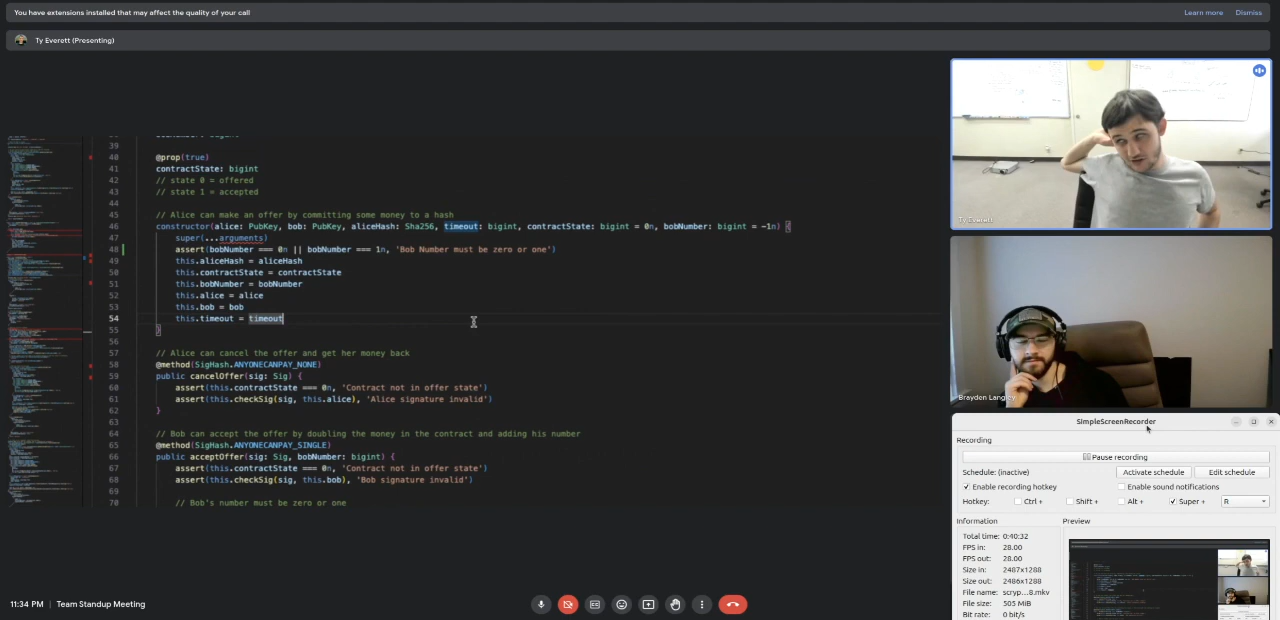 You have extensions installed that may affect the quality of your call
Learn more
Dismiss
Ty Everett (Presenting)
39
40 @prop(true)
41 contractState: bigint
42 // state 0 = offered
43 // state 1 = accepted
44
45 // Alice can make an offer by committing some money to a hash
46 constructor(alice: PubKey, bob: PubKey, aliceHash: Sha256, timeout: bigint, contractState: bigint = 0n, bobNumber: bigint = -1n) {
47 super(...arguments)
48 assert(bobNumber === 0n || bobNumber === 1n, 'Bob Number must be zero or one')
49 this.aliceHash = aliceHash
50 this.contractState = contractState
51 this.bobNumber = bobNumber
52 this.alice = alice
53 this.bob = bob
54 this.timeout = timeout
55 }
56
57 // Alice can cancel the offer and get her money back
58 @method(SigHash.ANYONECANPAY_NONE)
59 public cancelOffer(sig: Sig) {
60 assert(this.contractState === 0n, 'Contract not in offer state')
61 assert(this.checkSig(sig, this.alice), 'Alice signature invalid')
62 }
63
64 // Bob can accept the offer by doubling the money in the contract and adding his number
65 @method(SigHash.ANYONECANPAY_SINGLE)
66 public acceptOffer(sig: Sig, bobNumber: bigint) {
67 assert(this.contractState === 0n, 'Contract not in offer state')
68 assert(this.checkSig(sig, this.bob), 'Bob signature invalid')
69
70 // Bob's number must be zero or one
Ty Everett
Brayden Langley
SimpleScreenRecorder
Recording
Pause recording
Schedule: (inactive)
Activate schedule
Edit schedule
Enable recording hotkey
Enable sound notifications
Hotkey: Ctrl + Shift + Alt + Super + R
Information
Preview
Total time: 0:40:32
FPS in: 28.00
FPS out: 28.00
Size in: 2487x1288
Size out: 2486x1288
File name: scryp...8.mkv
File size: 505 MiB
Bit rate: 0 bit/s
11:34 PM | Team Standup Meeting